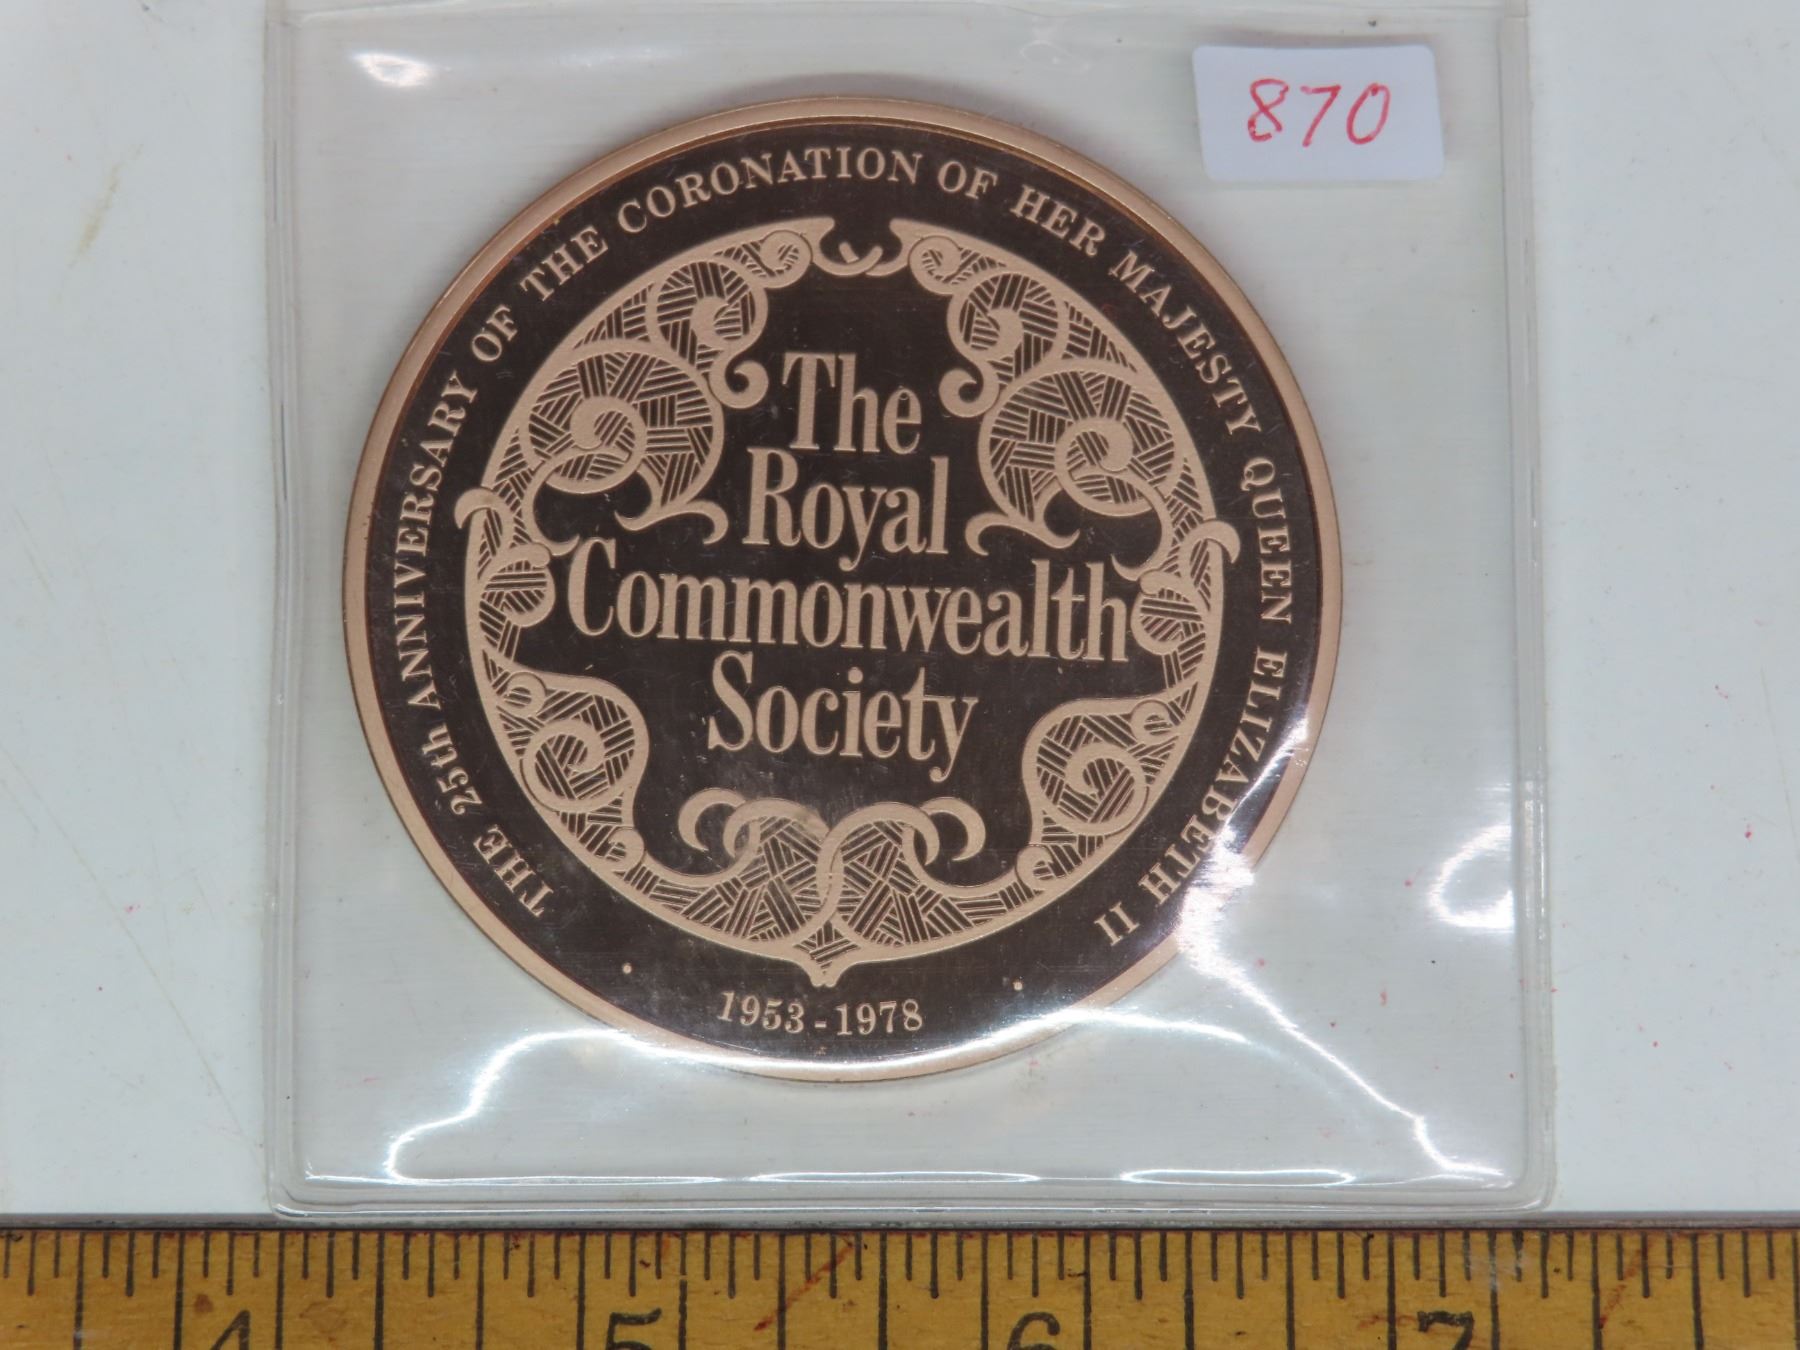 870
THE 25th ANNIVERSARY OF THE CORONATION OF HER MAJESTY QUEEN ELIZABETH II
The
Royal
Commonwealth
Society
1953-1978
4 5 6 7